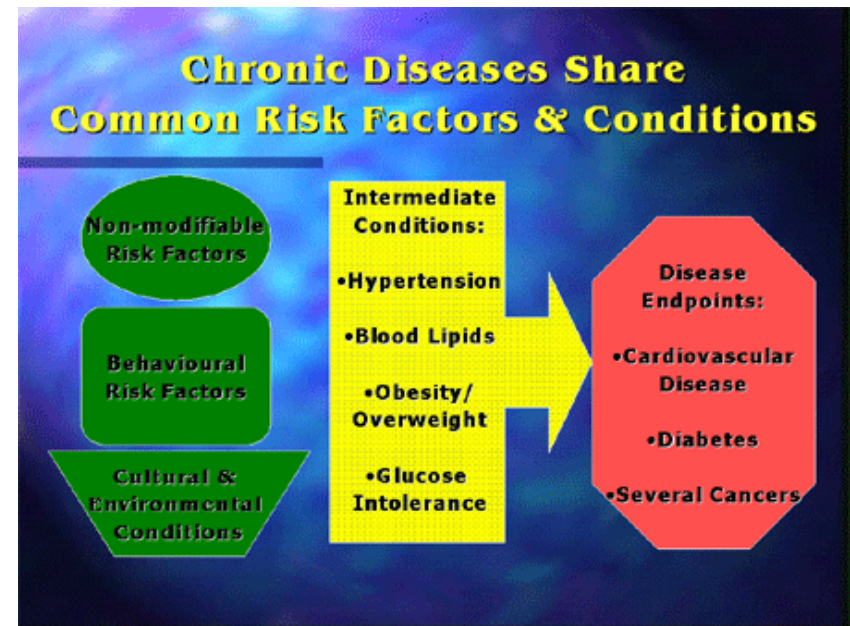 Chronic Diseases Share
Common Risk Factors & Conditions
Non-modifiable
Risk Factors
Behavioural
Risk Factors
Cultural &
Environmental
Conditions
Intermediate
Conditions:
•Hypertension
•Blood Lipids
•Obesity/
Overweight
•Glucose
Intolerance
Disease
Endpoints:
•Cardiovascular
Disease
•Diabetes
•Several Cancers